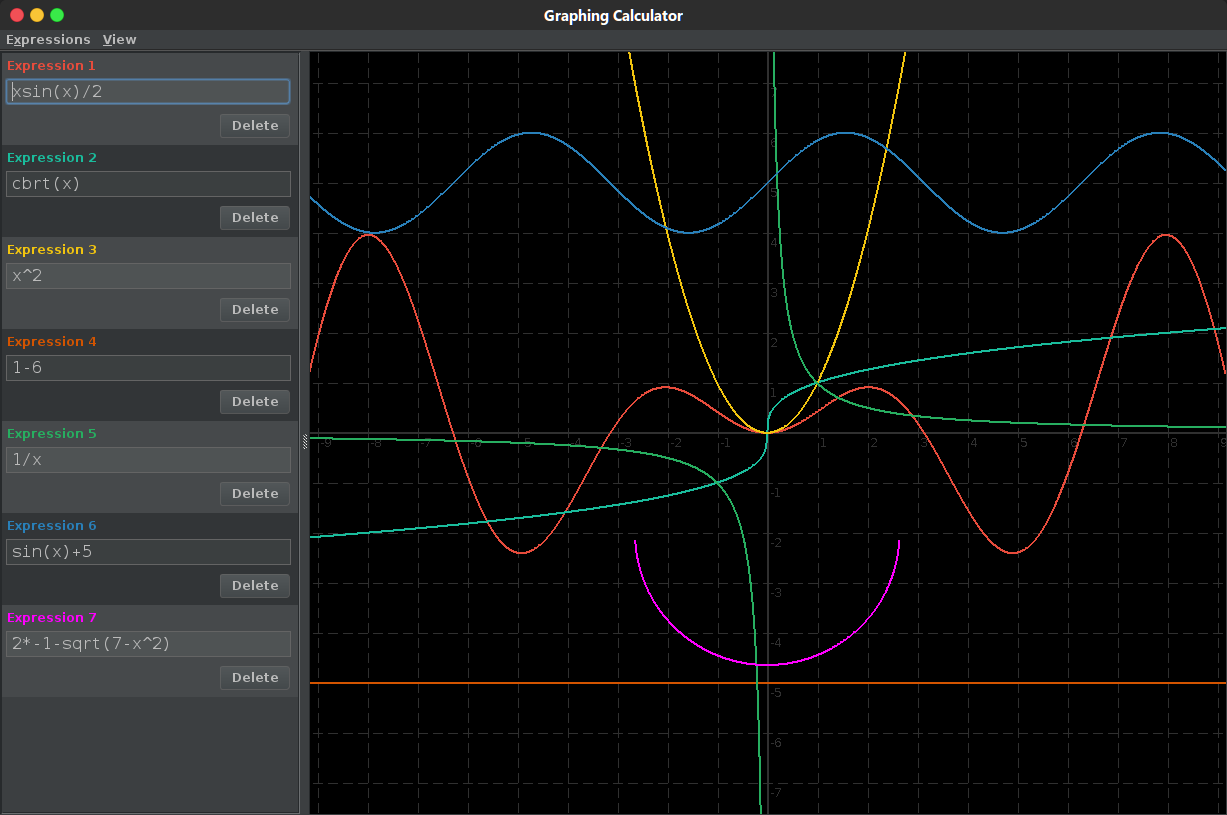 Graphing Calculator
Expressions View
Expression 1
xsin(x)/2
Delete
Expression 2
cbrt(x)
Delete
Expression 3
x^2
Delete
Expression 4
1-6
Delete
Expression 5
1/x
Delete
Expression 6
sin(x)+5
Delete
Expression 7
2*-1-sqrt(7-x^2)
Delete
6
5
4
3
2
1
-9 -8 -7 -6 -5 -4 -3 -2 -1 1 2 3 4 5 6 7 8 9
-1
-2
-3
-4
-5
-6
-7